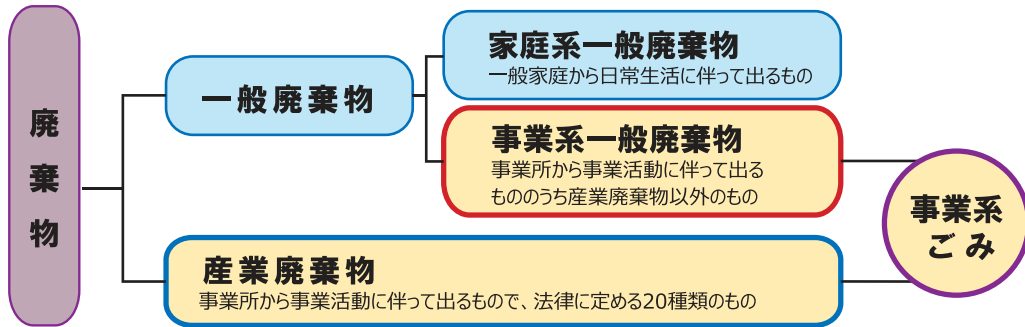 廃棄物
一般廃棄物
家庭系一般廃棄物
一般家庭から日常生活に伴って出るもの
事業系一般廃棄物
事業所から事業活動に伴って出る
もののうち産業廃棄物以外のもの
産業廃棄物
事業所から事業活動に伴って出るもので、法律に定める20種類のもの
事業系
ごみ